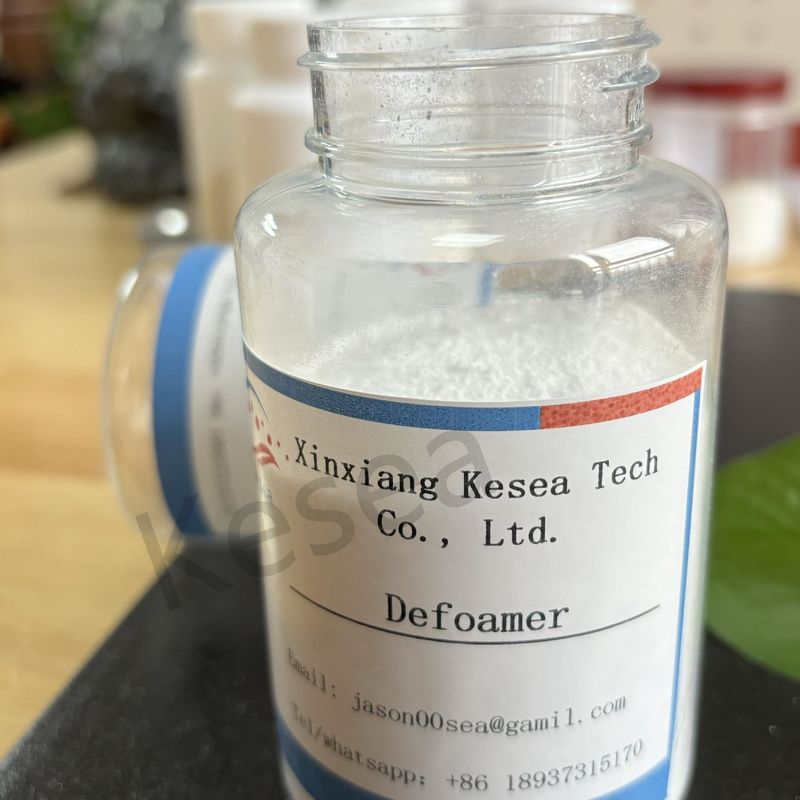 Xinxiang Kesea Tech
Co., Ltd.
Defoamer
Email: jason00sea@gamil.com
Tel/whatsapp: +86 18937315170
Kesea